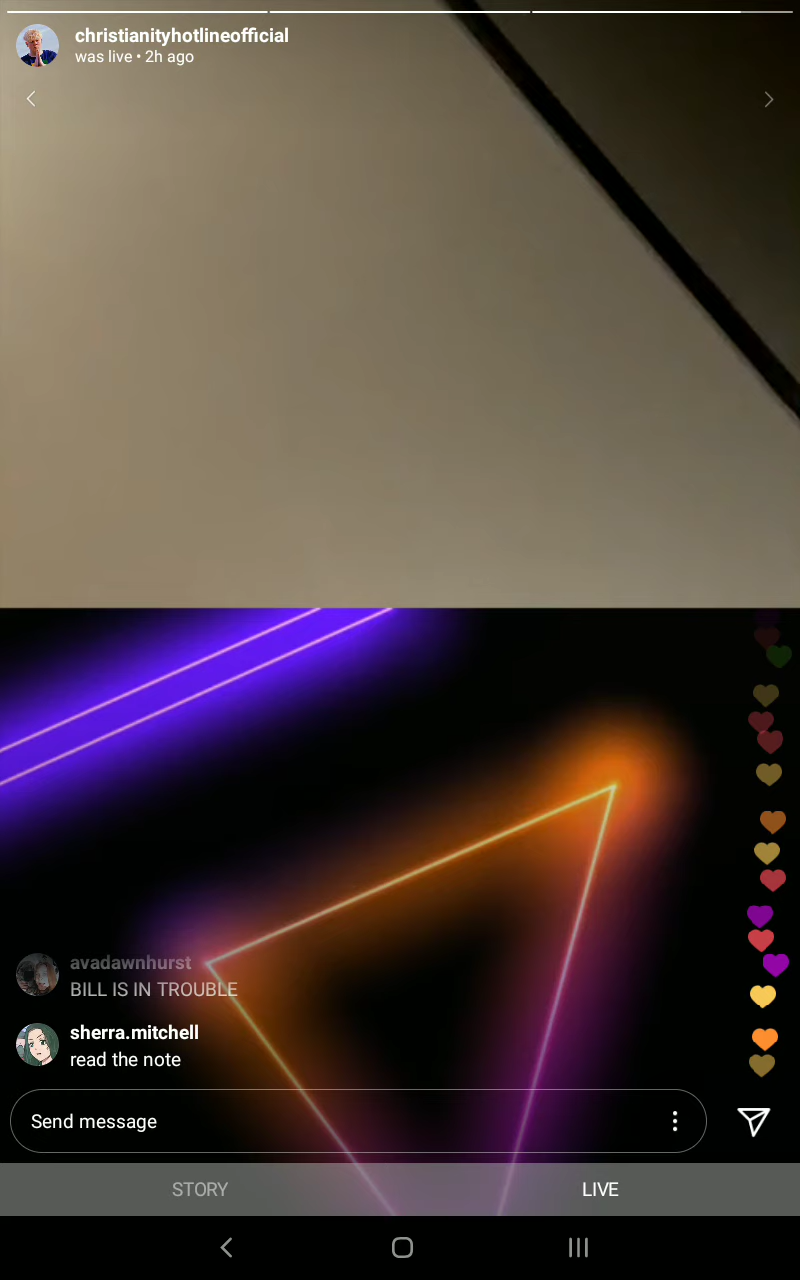 christianityhotlineofficial
was live • 2h ago
avadawnhurst
BILL IS IN TROUBLE
sherra.mitchell
read the note
Send message
STORY
LIVE